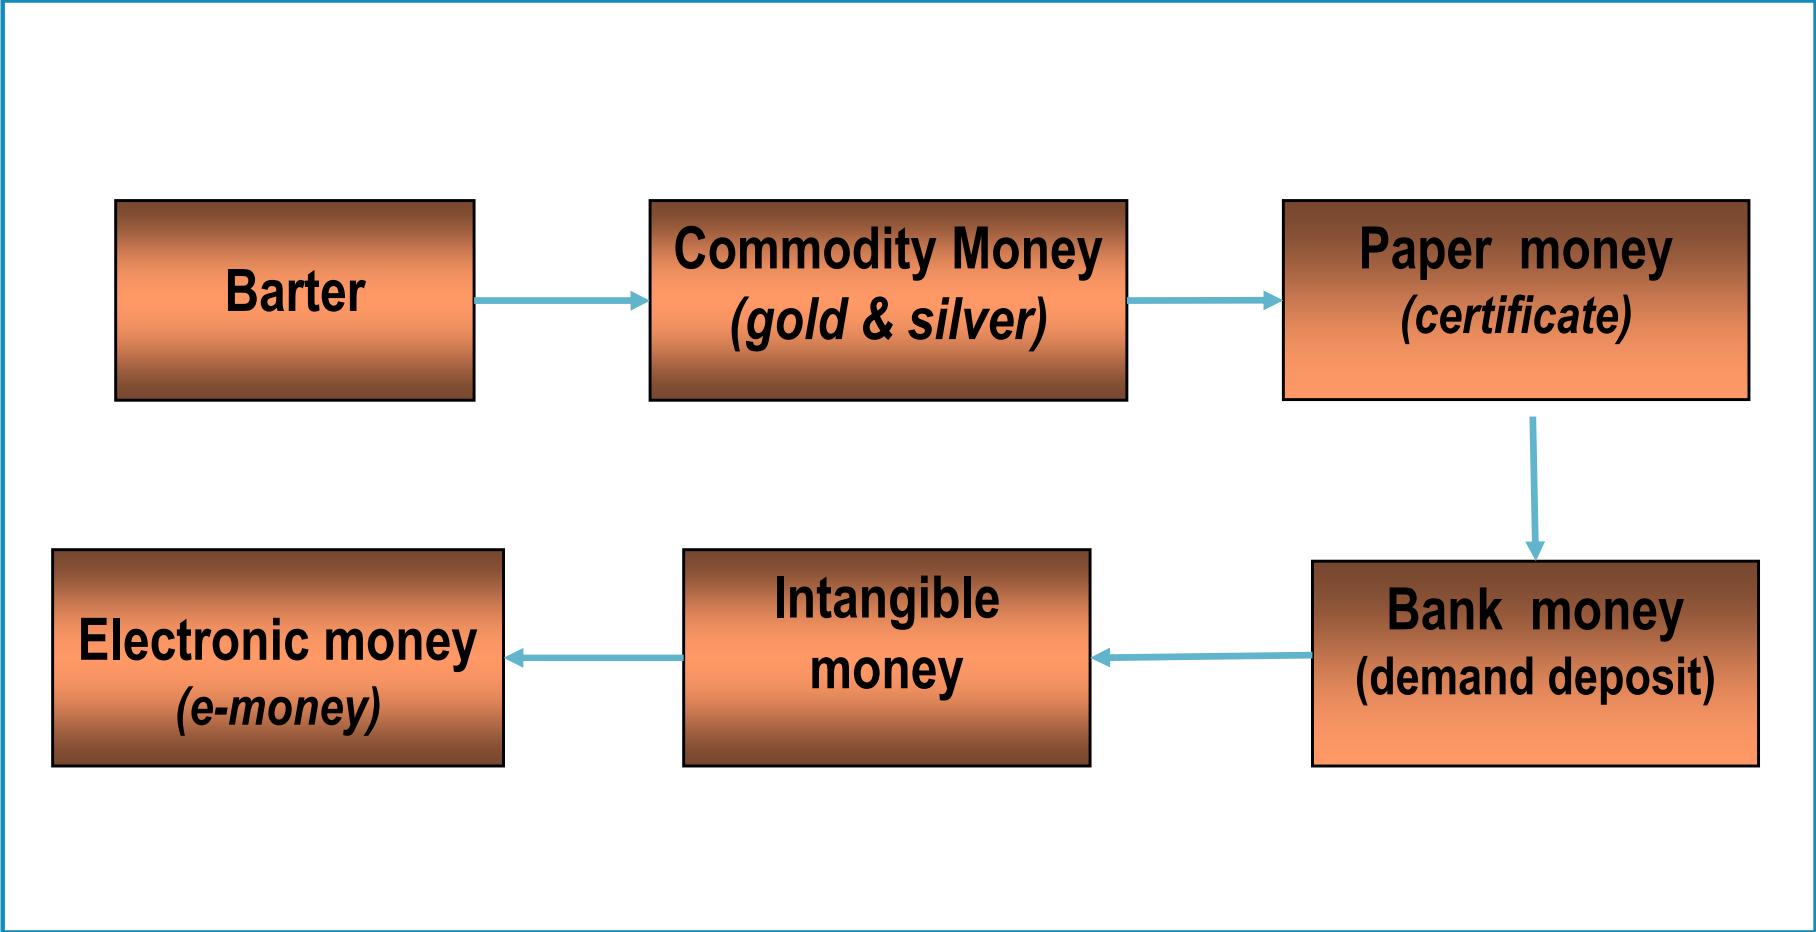 Barter
Commodity Money
(gold & silver)
Paper money
(certificate)
Bank money
(demand deposit)
Intangible
money
Electronic money
(e-money)